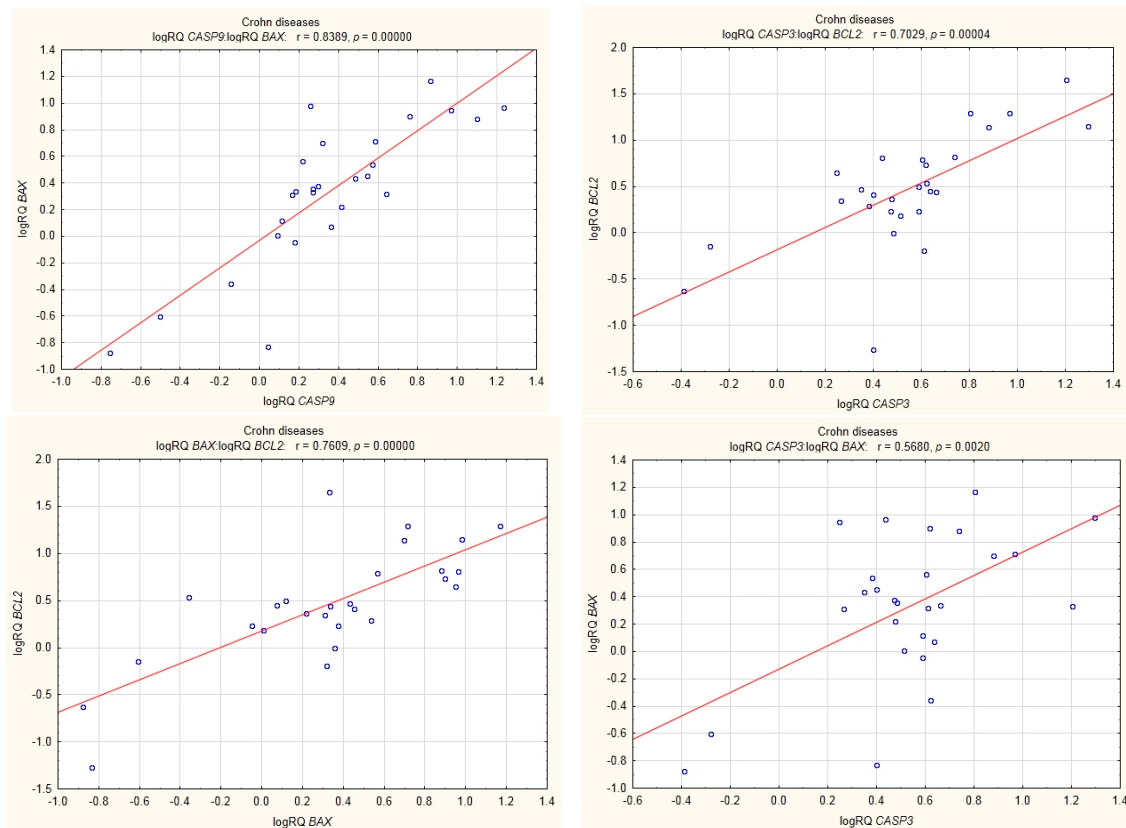 Crohn diseases
logRQ CASP9:logRQ BAX: r = 0.8389, p = 0.00000
1.4
1.2
1.0
0.8
0.6
0.4
0.2
0.0
-0.2
-0.4
-0.6
-0.8
-1.0
logRQ BAX
-1.0 -0.8 -0.6 -0.4 -0.2 0.0 0.2 0.4 0.6 0.8 1.0 1.2 1.4
logRQ CASP9
Crohn diseases
logRQ CASP3:logRQ BCL2: r = 0.7029, p = 0.00004
2.0
1.5
1.0
0.5
0.0
-0.5
-1.0
-1.5
logRQ BCL2
-0.6 -0.4 -0.2 0.0 0.2 0.4 0.6 0.8 1.0 1.2 1.4
logRQ CASP3
Crohn diseases
logRQ BAX:logRQ BCL2: r = 0.7609, p = 0.00000
2.0
1.5
1.0
0.5
0.0
-0.5
-1.0
-1.5
logRQ BCL2
-1.0 -0.8 -0.6 -0.4 -0.2 0.0 0.2 0.4 0.6 0.8 1.0 1.2 1.4
logRQ BAX
Crohn diseases
logRQ CASP3:logRQ BAX: r = 0.5680, p = 0.0020
1.4
1.2
1.0
0.8
0.6
0.4
0.2
0.0
-0.2
-0.4
-0.6
-0.8
-1.0
logRQ BAX
-0.6 -0.4 -0.2 0.0 0.2 0.4 0.6 0.8 1.0 1.2 1.4
logRQ CASP3